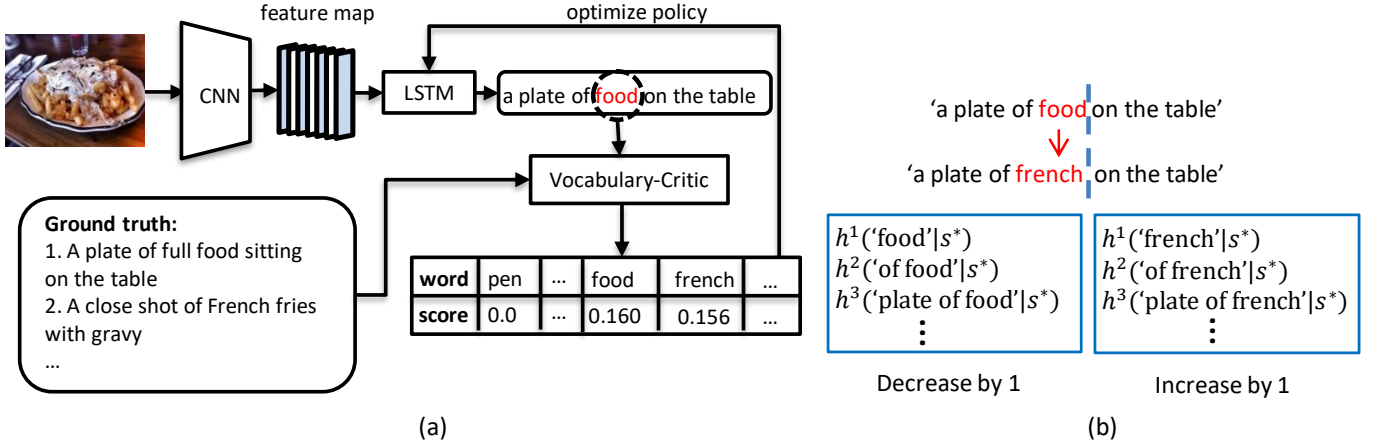 feature map
optimize policy
CNN
LSTM
a plate of food on the table
Vocabulary-Critic
Ground truth:
1. A plate of full food sitting
on the table
2. A close shot of French fries
with gravy
...
word pen ... food french ...
score 0.0 ... 0.160 0.156 ...
(a)
‘a plate of food on the table’
‘a plate of french on the table’
h¹(‘food’|s*)
h²(‘of food’|s*)
h³(‘plate of food’|s*)
⋮
Decrease by 1
h¹(‘french’|s*)
h²(‘of french’|s*)
h³(‘plate of french’|s*)
⋮
Increase by 1
(b)